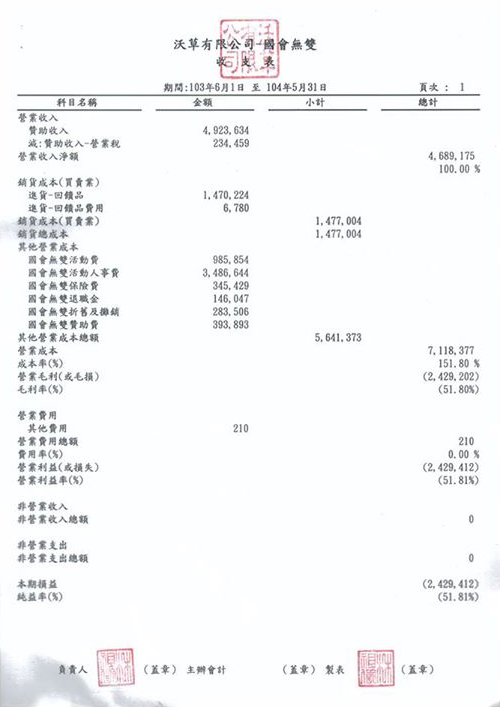 沃草有限公司-國會無雙
收 支 表
期間:103年6月1日 至 104年5月31日 頁次 : 1
科目名稱 金額 小計 總計
營業收入
贊助收入 4,923,634
減:贊助收入-營業稅 234,459
營業收入淨額 4,689,175
100.00 %
銷貨成本(買賣業)
進貨-回饋品 1,470,224
進貨-回饋品費用 6,780
銷貨成本(買賣業) 1,477,004
銷貨總成本 1,477,004
其他營業成本
國會無雙活動費 985,854
國會無雙活動人事費 3,486,644
國會無雙保險費 345,429
國會無雙退職金 146,047
國會無雙折舊及攤銷 283,506
國會無雙贊助費 393,893
其他營業成本總額 5,641,373
營業成本 7,118,377
成本率(%) 151.80 %
營業毛利(或毛損) (2,429,202)
毛利率(%) (51.80%)
營業費用
其他費用 210
營業費用總額 210
費用率(%) 0.00 %
營業利益(或損失) (2,429,412)
營業利益率(%) (51.81%)
非營業收入
非營業收入總額 0
非營業支出
非營業支出總額 0
本期損益 (2,429,412)
純益率(%) (51.81%)
負責人 (蓋章) 主辦會計 (蓋章) 製表 (蓋章)